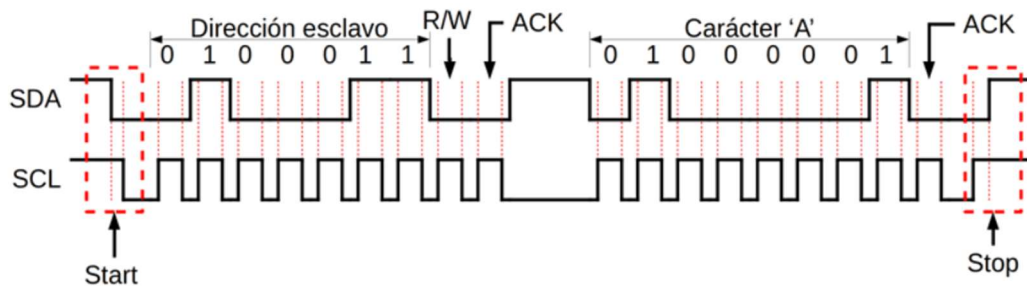 Dirección esclavo R/W ACK Carácter ‘A’ ACK
0 1 0 0 0 1 1 0 1 0 0 0 0 0 1
SDA
SCL
Start Stop